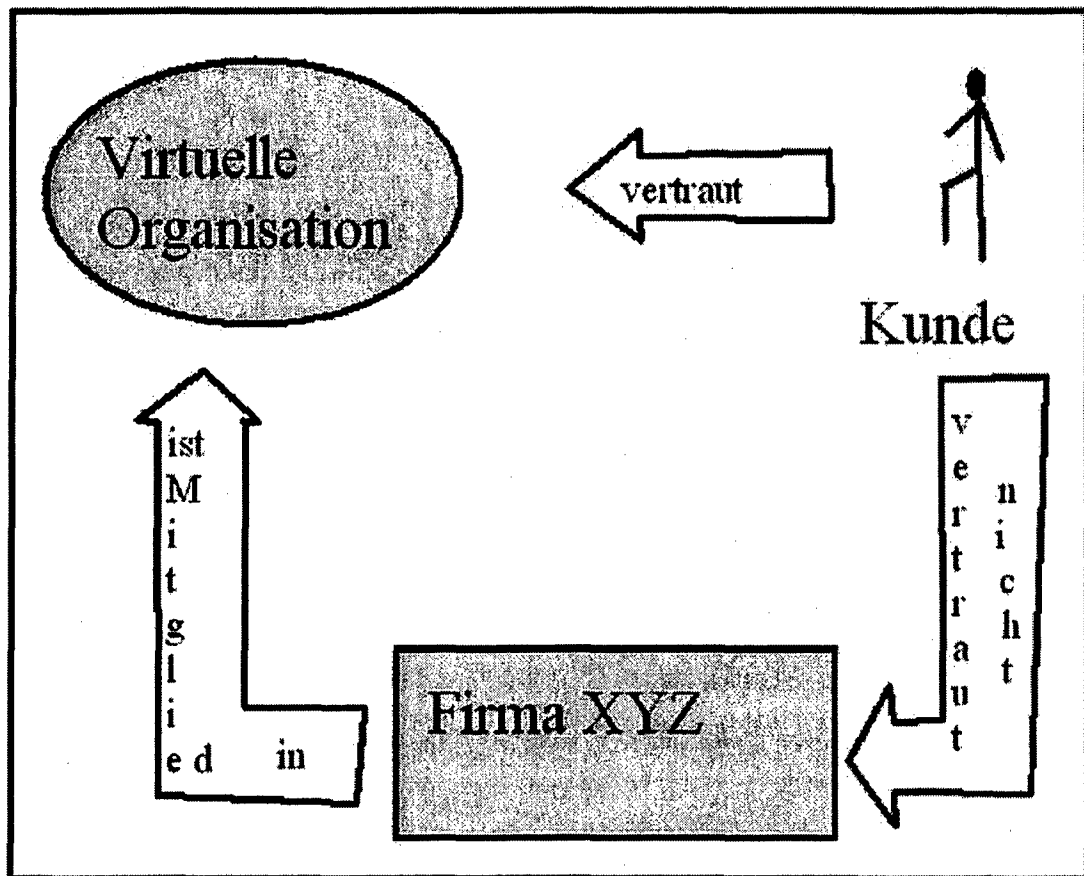 Virtuelle
Organisation
vertraut
Kunde
ist
Mitglied in
vertraut
nicht
Firma XYZ